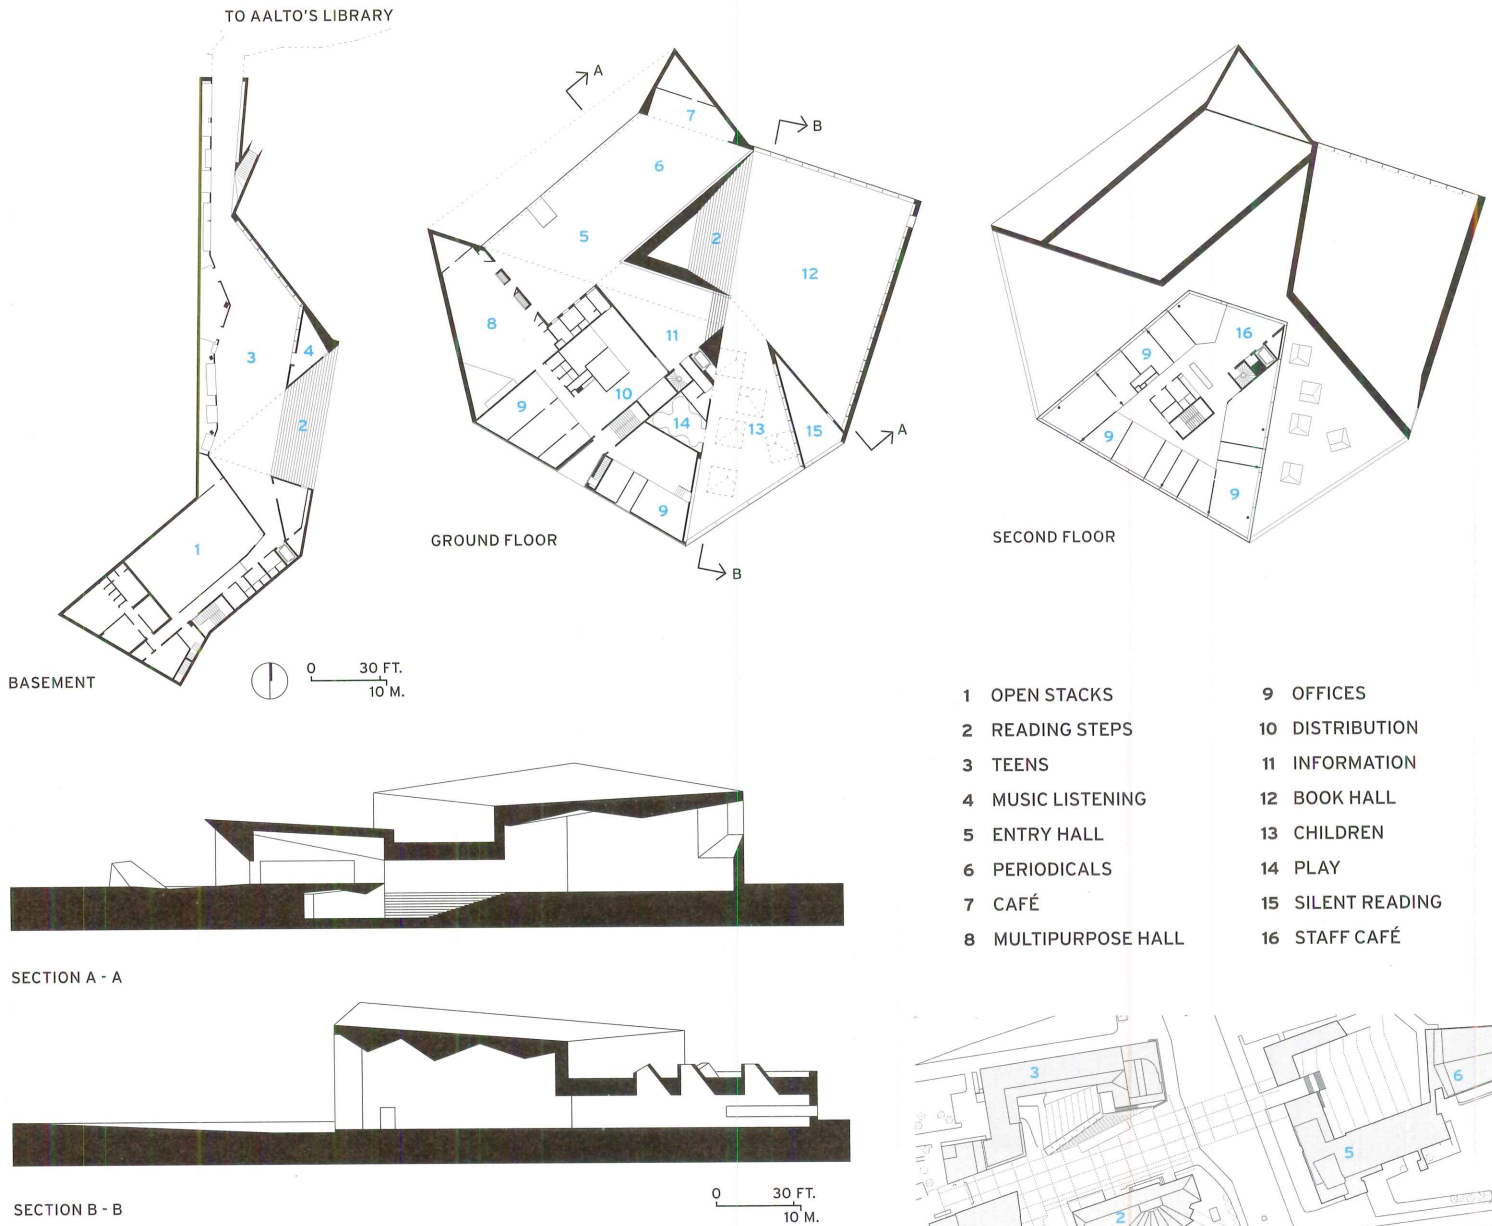 TO AALTO'S LIBRARY
3
4
2
1
BASEMENT
0 30 FT.
10 M.
A
B
7
6
5
2
12
8
11
10
9
14
13
15
A
9
B
GROUND FLOOR
16
9
9
9
SECOND FLOOR
1 OPEN STACKS
2 READING STEPS
3 TEENS
4 MUSIC LISTENING
5 ENTRY HALL
6 PERIODICALS
7 CAFÉ
8 MULTIPURPOSE HALL
9 OFFICES
10 DISTRIBUTION
11 INFORMATION
12 BOOK HALL
13 CHILDREN
14 PLAY
15 SILENT READING
16 STAFF CAFÉ
SECTION A - A
SECTION B - B
0 30 FT.
10 M.
3
6
5
2